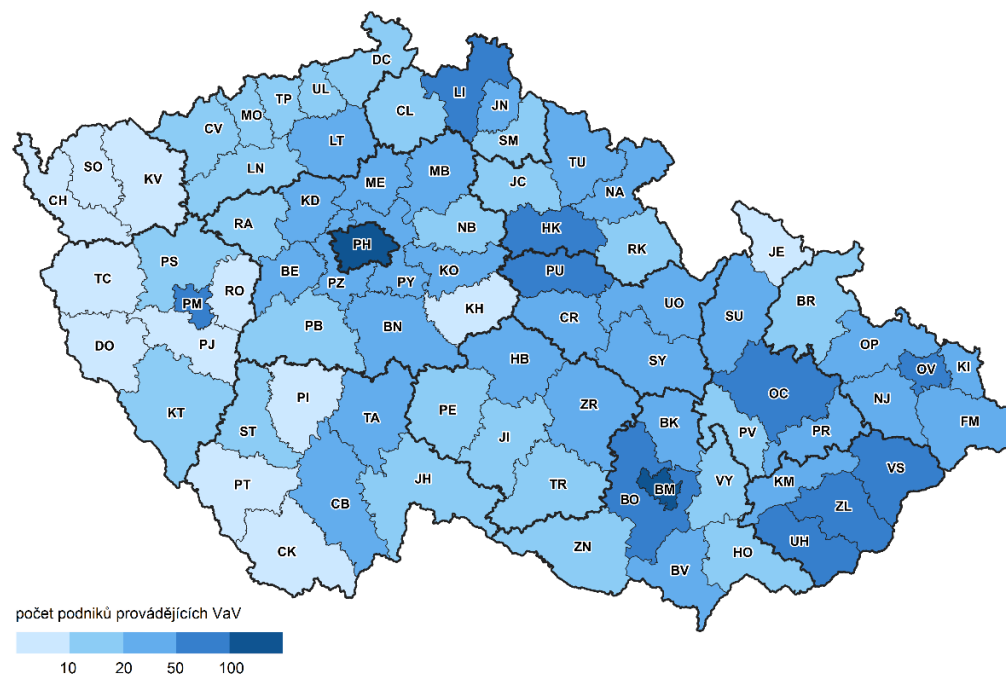 DC
LI
UL
TP
JN
MO
CL
CV
LT
SM
TU
SO
LN
KV
ME
MB
JC
CH
KD
NA
RA
NB
HK
PH
RK
JE
PS
BE
KO
PU
TC
RO
PZ
PY
BR
PM
KH
UO
SU
CR
PB
BN
OP
DO
PJ
SY
OV
KI
HB
OC
PI
NJ
KT
ST
TA
PE
ZR
BK
FM
JI
PV
PR
VS
PT
JH
TR
BO
BM
VY
KM
CB
ZL
UH
CK
ZN
BV
HO
počet podniků provádějících VaV
10 20 50 100